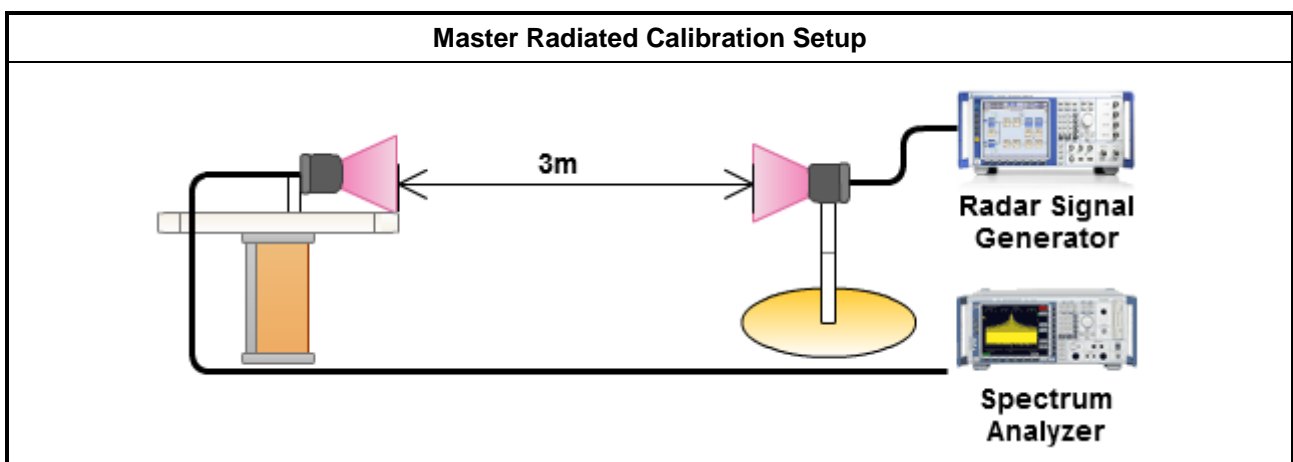 Master Radiated Calibration Setup
3m
Radar Signal
Generator
Spectrum
Analyzer